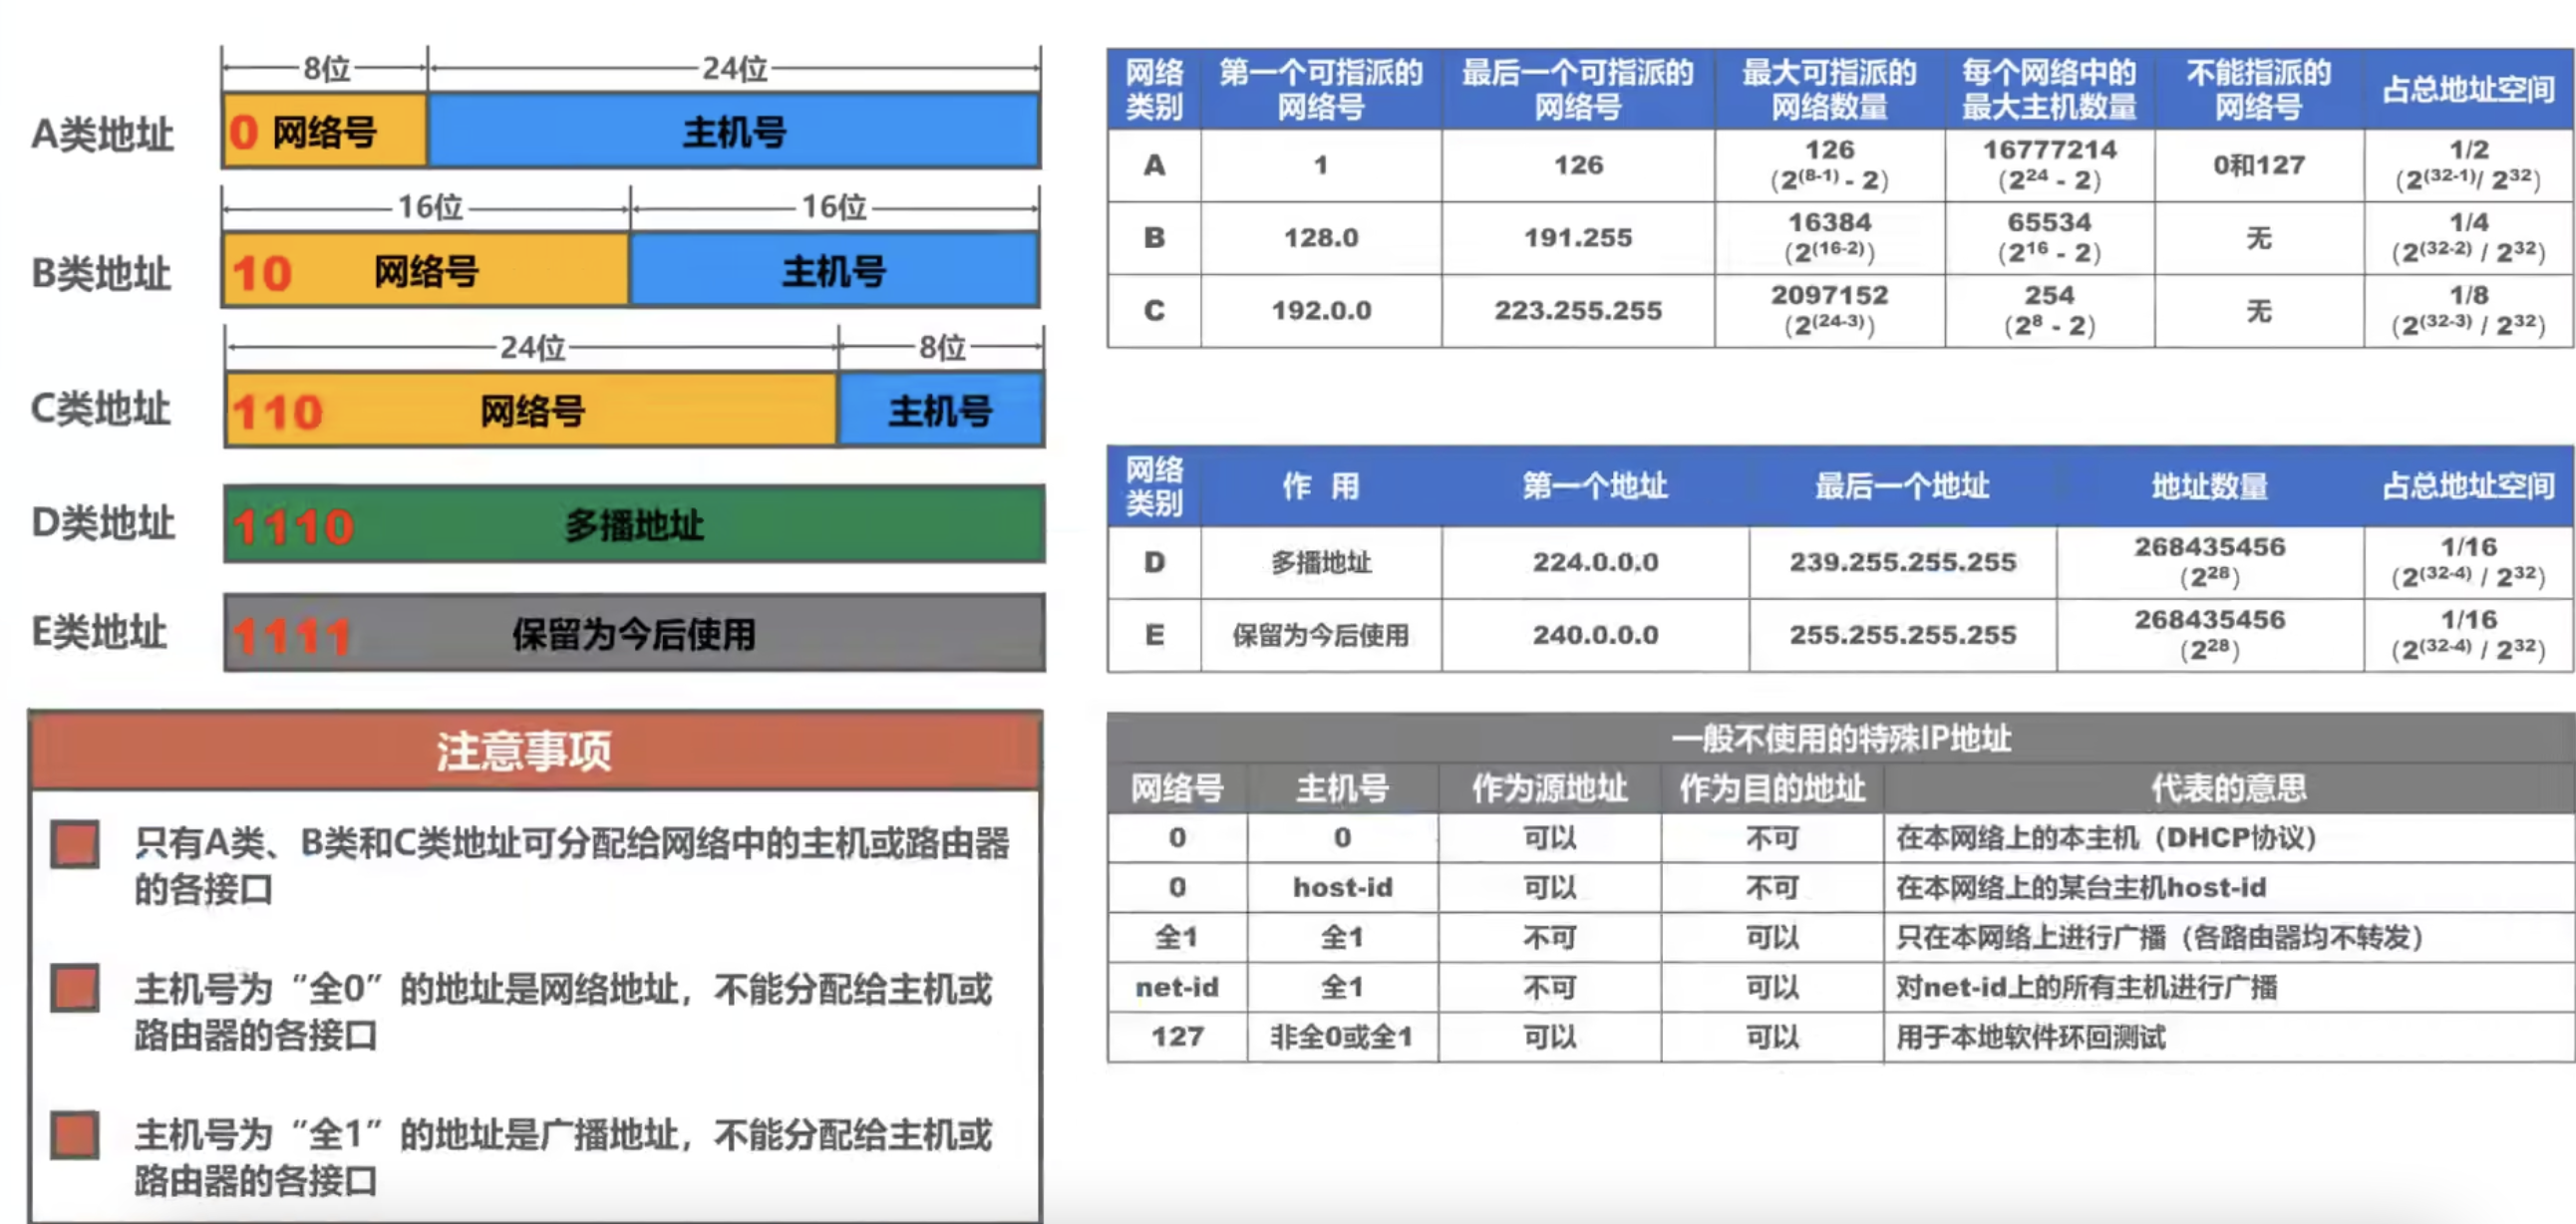 8位 24位
A类地址 0 网络号 主机号
16位 16位
B类地址 10 网络号 主机号
24位 8位
C类地址 110 网络号 主机号
D类地址 1110 多播地址
E类地址 1111 保留为今后使用
注意事项
只有A类、B类和C类地址可分配给网络中的主机或路由器
的各接口
主机号为“全0”的地址是网络地址，不能分配给主机或
路由器的各接口
主机号为“全1”的地址是广播地址，不能分配给主机或
路由器的各接口
网络 第一个可指派的 最后一个可指派的 最大可指派的 每个网络中的 不能指派的 占总地址空间
类别 网络号 网络号 网络数量 最大主机数量 网络号
A 1 126 126 16777214 0和127 1/2
(2^(8-1) - 2) (2^24 - 2) (2^(32-1)/ 2^32)
B 128.0 191.255 16384 65534 无 1/4
(2^(16-2)) (2^16 - 2) (2^(32-2) / 2^32)
C 192.0.0 223.255.255 2097152 254 无 1/8
(2^(24-3)) (2^8 - 2) (2^(32-3) / 2^32)
网络 作 用 第一个地址 最后一个地址 地址数量 占总地址空间
类别
D 多播地址 224.0.0.0 239.255.255.255 268435456 1/16
(2^28) (2^(32-4) / 2^32)
E 保留为今后使用 240.0.0.0 255.255.255.255 268435456 1/16
(2^28) (2^(32-4) / 2^32)
一般不使用的特殊IP地址
网络号 主机号 作为源地址 作为目的地址 代表的意思
0 0 可以 不可 在本网络上的本主机（DHCP协议）
0 host-id 可以 不可 在本网络上的某台主机host-id
全1 全1 不可 可以 只在本网络上进行广播（各路由器均不转发）
net-id 全1 不可 可以 对net-id上的所有主机进行广播
127 非全0或全1 可以 可以 用于本地软件环回测试